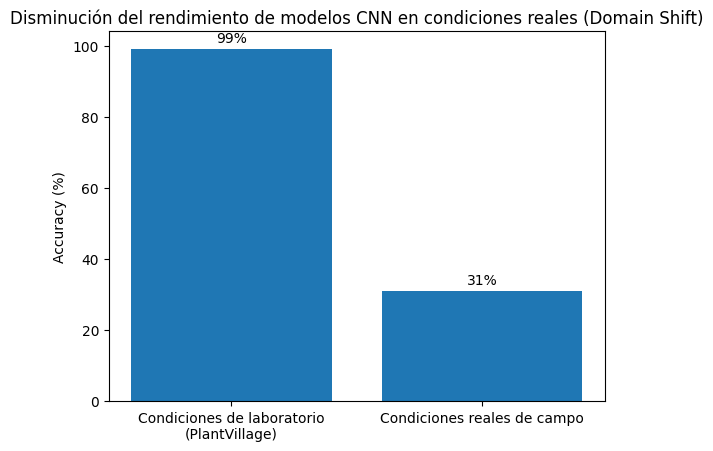 Disminución del rendimiento de modelos CNN en condiciones reales (Domain Shift)
99%
31%
Accuracy (%)
100
80
60
40
20
0
Condiciones de laboratorio
(PlantVillage)
Condiciones reales de campo